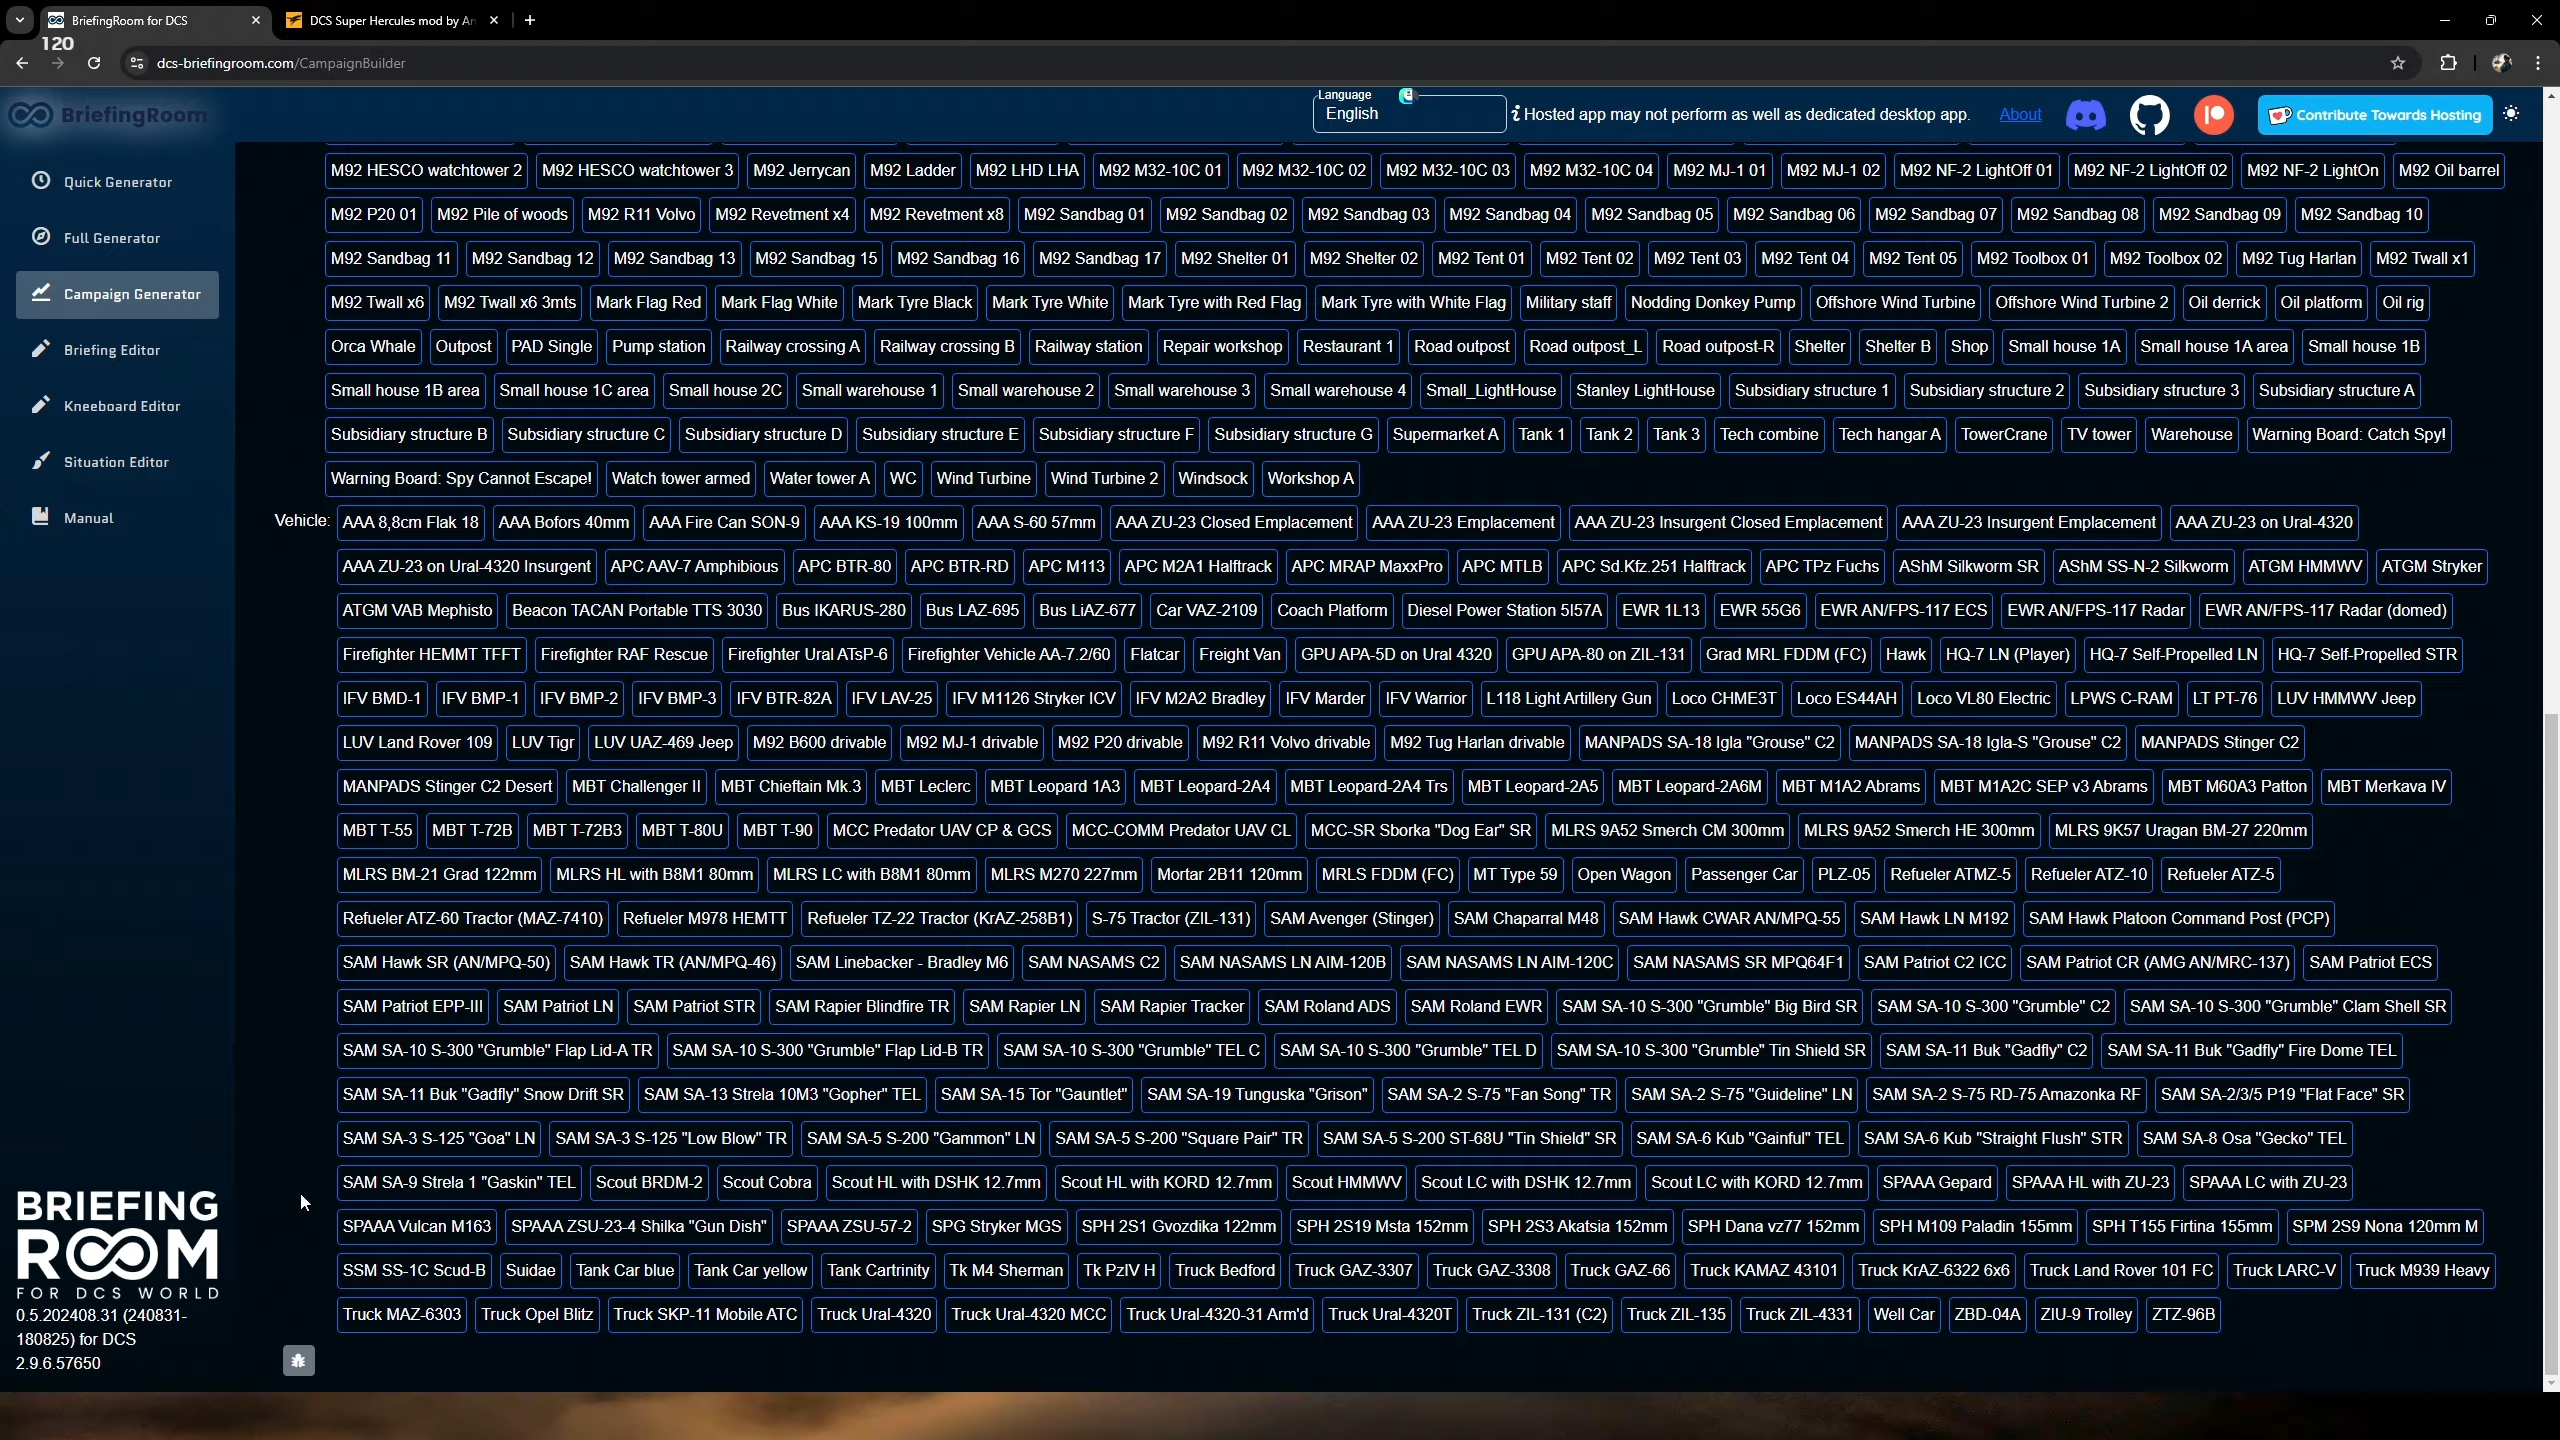 BriefingRoom for DCS
DCS Super Hercules mod by An
120
dcs-briefingroom.com/CampaignBuilder
BriefingRoom
Language
English
Hosted app may not perform as well as dedicated desktop app.
About
Contribute Towards Hosting
Quick Generator
Full Generator
Campaign Generator
Briefing Editor
Kneeboard Editor
Situation Editor
Manual
M92 HESCO watchtower 2 M92 HESCO watchtower 3 M92 Jerrycan M92 Ladder M92 LHD LHA M92 M32-10C 01 M92 M32-10C 02 M92 M32-10C 03 M92 M32-10C 04 M92 MJ-1 01 M92 MJ-1 02 M92 NF-2 LightOff 01 M92 NF-2 LightOff 02 M92 NF-2 LightOn M92 Oil barrel
M92 P20 01 M92 Pile of woods M92 R11 Volvo M92 Revetment x4 M92 Revetment x8 M92 Sandbag 01 M92 Sandbag 02 M92 Sandbag 03 M92 Sandbag 04 M92 Sandbag 05 M92 Sandbag 06 M92 Sandbag 07 M92 Sandbag 08 M92 Sandbag 09 M92 Sandbag 10
M92 Sandbag 11 M92 Sandbag 12 M92 Sandbag 13 M92 Sandbag 15 M92 Sandbag 16 M92 Sandbag 17 M92 Shelter 01 M92 Shelter 02 M92 Tent 01 M92 Tent 02 M92 Tent 03 M92 Tent 04 M92 Tent 05 M92 Toolbox 01 M92 Toolbox 02 M92 Tug Harlan M92 Twall x1
M92 Twall x6 M92 Twall x6 3mts Mark Flag Red Mark Flag White Mark Tyre Black Mark Tyre White Mark Tyre with Red Flag Mark Tyre with White Flag Military staff Nodding Donkey Pump Offshore Wind Turbine Offshore Wind Turbine 2 Oil derrick Oil platform Oil rig
Orca Whale Outpost PAD Single Pump station Railway crossing A Railway crossing B Railway station Repair workshop Restaurant 1 Road outpost Road outpost_L Road outpost-R Shelter Shelter B Shop Small house 1A Small house 1A area Small house 1B
Small house 1B area Small house 1C area Small house 2C Small warehouse 1 Small warehouse 2 Small warehouse 3 Small warehouse 4 Small_LightHouse Stanley LightHouse Subsidiary structure 1 Subsidiary structure 2 Subsidiary structure 3 Subsidiary structure A
Subsidiary structure B Subsidiary structure C Subsidiary structure D Subsidiary structure E Subsidiary structure F Subsidiary structure G Supermarket A Tank 1 Tank 2 Tank 3 Tech combine Tech hangar A TowerCrane TV tower Warehouse Warning Board: Catch Spy!
Warning Board: Spy Cannot Escape! Watch tower armed Water tower A WC Wind Turbine Wind Turbine 2 Windsock Workshop A
Vehicle: AAA 8,8cm Flak 18 AAA Bofors 40mm AAA Fire Can SON-9 AAA KS-19 100mm AAA S-60 57mm AAA ZU-23 Closed Emplacement AAA ZU-23 Emplacement AAA ZU-23 Insurgent Closed Emplacement AAA ZU-23 Insurgent Emplacement AAA ZU-23 on Ural-4320
AAA ZU-23 on Ural-4320 Insurgent APC AAV-7 Amphibious APC BTR-80 APC BTR-RD APC M113 APC M2A1 Halftrack APC MRAP MaxxPro APC MTLB APC Sd.Kfz.251 Halftrack APC TPz Fuchs AShM Silkworm SR AShM SS-N-2 Silkworm ATGM HMMWV ATGM Stryker
ATGM VAB Mephisto Beacon TACAN Portable TTS 3030 Bus IKARUS-280 Bus LAZ-695 Bus LiAZ-677 Car VAZ-2109 Coach Platform Diesel Power Station 5I57A EWR 1L13 EWR 55G6 EWR AN/FPS-117 ECS EWR AN/FPS-117 Radar EWR AN/FPS-117 Radar (domed)
Firefighter HEMMT TFFT Firefighter RAF Rescue Firefighter Ural ATsP-6 Firefighter Vehicle AA-7.2/60 Flatcar Freight Van GPU APA-5D on Ural 4320 GPU APA-80 on ZIL-131 Grad MRL FDDM (FC) Hawk HQ-7 LN (Player) HQ-7 Self-Propelled LN HQ-7 Self-Propelled STR
IFV BMD-1 IFV BMP-1 IFV BMP-2 IFV BMP-3 IFV BTR-82A IFV LAV-25 IFV M1126 Stryker ICV IFV M2A2 Bradley IFV Marder IFV Warrior L118 Light Artillery Gun Loco CHME3T Loco ES44AH Loco VL80 Electric LPWS C-RAM LT PT-76 LUV HMMWV Jeep
LUV Land Rover 109 LUV Tigr LUV UAZ-469 Jeep M92 B600 drivable M92 MJ-1 drivable M92 P20 drivable M92 R11 Volvo drivable M92 Tug Harlan drivable MANPADS SA-18 Igla "Grouse" C2 MANPADS SA-18 Igla-S "Grouse" C2 MANPADS Stinger C2
MANPADS Stinger C2 Desert MBT Challenger II MBT Chieftain Mk.3 MBT Leclerc MBT Leopard 1A3 MBT Leopard-2A4 MBT Leopard-2A4 Trs MBT Leopard-2A5 MBT Leopard-2A6M MBT M1A2 Abrams MBT M1A2C SEP v3 Abrams MBT M60A3 Patton MBT Merkava IV
MBT T-55 MBT T-72B MBT T-72B3 MBT T-80U MBT T-90 MCC Predator UAV CP & GCS MCC-COMM Predator UAV CL MCC-SR Sborka "Dog Ear" SR MLRS 9A52 Smerch CM 300mm MLRS 9A52 Smerch HE 300mm MLRS 9K57 Uragan BM-27 220mm
MLRS BM-21 Grad 122mm MLRS HL with B8M1 80mm MLRS LC with B8M1 80mm MLRS M270 227mm Mortar 2B11 120mm MRLS FDDM (FC) MT Type 59 Open Wagon Passenger Car PLZ-05 Refueler ATMZ-5 Refueler ATZ-10 Refueler ATZ-5
Refueler ATZ-60 Tractor (MAZ-7410) Refueler M978 HEMTT Refueler TZ-22 Tractor (KrAZ-258B1) S-75 Tractor (ZIL-131) SAM Avenger (Stinger) SAM Chaparral M48 SAM Hawk CWAR AN/MPQ-55 SAM Hawk LN M192 SAM Hawk Platoon Command Post (PCP)
SAM Hawk SR (AN/MPQ-50) SAM Hawk TR (AN/MPQ-46) SAM Linebacker - Bradley M6 SAM NASAMS C2 SAM NASAMS LN AIM-120B SAM NASAMS LN AIM-120C SAM NASAMS SR MPQ64F1 SAM Patriot C2 ICC SAM Patriot CR (AMG AN/MRC-137) SAM Patriot ECS
SAM Patriot EPP-III SAM Patriot LN SAM Patriot STR SAM Rapier Blindfire TR SAM Rapier LN SAM Rapier Tracker SAM Roland ADS SAM Roland EWR SAM SA-10 S-300 "Grumble" Big Bird SR SAM SA-10 S-300 "Grumble" C2 SAM SA-10 S-300 "Grumble" Clam Shell SR
SAM SA-10 S-300 "Grumble" Flap Lid-A TR SAM SA-10 S-300 "Grumble" Flap Lid-B TR SAM SA-10 S-300 "Grumble" TEL C SAM SA-10 S-300 "Grumble" TEL D SAM SA-10 S-300 "Grumble" Tin Shield SR SAM SA-11 Buk "Gadfly" C2 SAM SA-11 Buk "Gadfly" Fire Dome TEL
SAM SA-11 Buk "Gadfly" Snow Drift SR SAM SA-13 Strela 10M3 "Gopher" TEL SAM SA-15 Tor "Gauntlet" SAM SA-19 Tunguska "Grison" SAM SA-2 S-75 "Fan Song" TR SAM SA-2 S-75 "Guideline" LN SAM SA-2 S-75 RD-75 Amazonka RF SAM SA-2/3/5 P19 "Flat Face" SR
SAM SA-3 S-125 "Goa" LN SAM SA-3 S-125 "Low Blow" TR SAM SA-5 S-200 "Gammon" LN SAM SA-5 S-200 "Square Pair" TR SAM SA-5 S-200 ST-68U "Tin Shield" SR SAM SA-6 Kub "Gainful" TEL SAM SA-6 Kub "Straight Flush" STR SAM SA-8 Osa "Gecko" TEL
SAM SA-9 Strela 1 "Gaskin" TEL Scout BRDM-2 Scout Cobra Scout HL with DSHK 12.7mm Scout HL with KORD 12.7mm Scout HMMWV Scout LC with DSHK 12.7mm Scout LC with KORD 12.7mm SPAAA Gepard SPAAA HL with ZU-23 SPAAA LC with ZU-23
SPAAA Vulcan M163 SPAAA ZSU-23-4 Shilka "Gun Dish" SPAAA ZSU-57-2 SPG Stryker MGS SPH 2S1 Gvozdika 122mm SPH 2S19 Msta 152mm SPH 2S3 Akatsia 152mm SPH Dana vz77 152mm SPH M109 Paladin 155mm SPH T155 Firtina 155mm SPM 2S9 Nona 120mm M
SSM SS-1C Scud-B Suidae Tank Car blue Tank Car yellow Tank Cartrinity Tk M4 Sherman Tk PzIV H Truck Bedford Truck GAZ-3307 Truck GAZ-3308 Truck GAZ-66 Truck KAMAZ 43101 Truck KrAZ-6322 6x6 Truck Land Rover 101 FC Truck LARC-V Truck M939 Heavy
Truck MAZ-6303 Truck Opel Blitz Truck SKP-11 Mobile ATC Truck Ural-4320 Truck Ural-4320 MCC Truck Ural-4320-31 Arm'd Truck Ural-4320T Truck ZIL-131 (C2) Truck ZIL-135 Truck ZIL-4331 Well Car ZBD-04A ZIU-9 Trolley ZTZ-96B
BRIEFING
ROOM
FOR DCS WORLD
0.5.202408.31 (240831-
180825) for DCS
2.9.6.57650